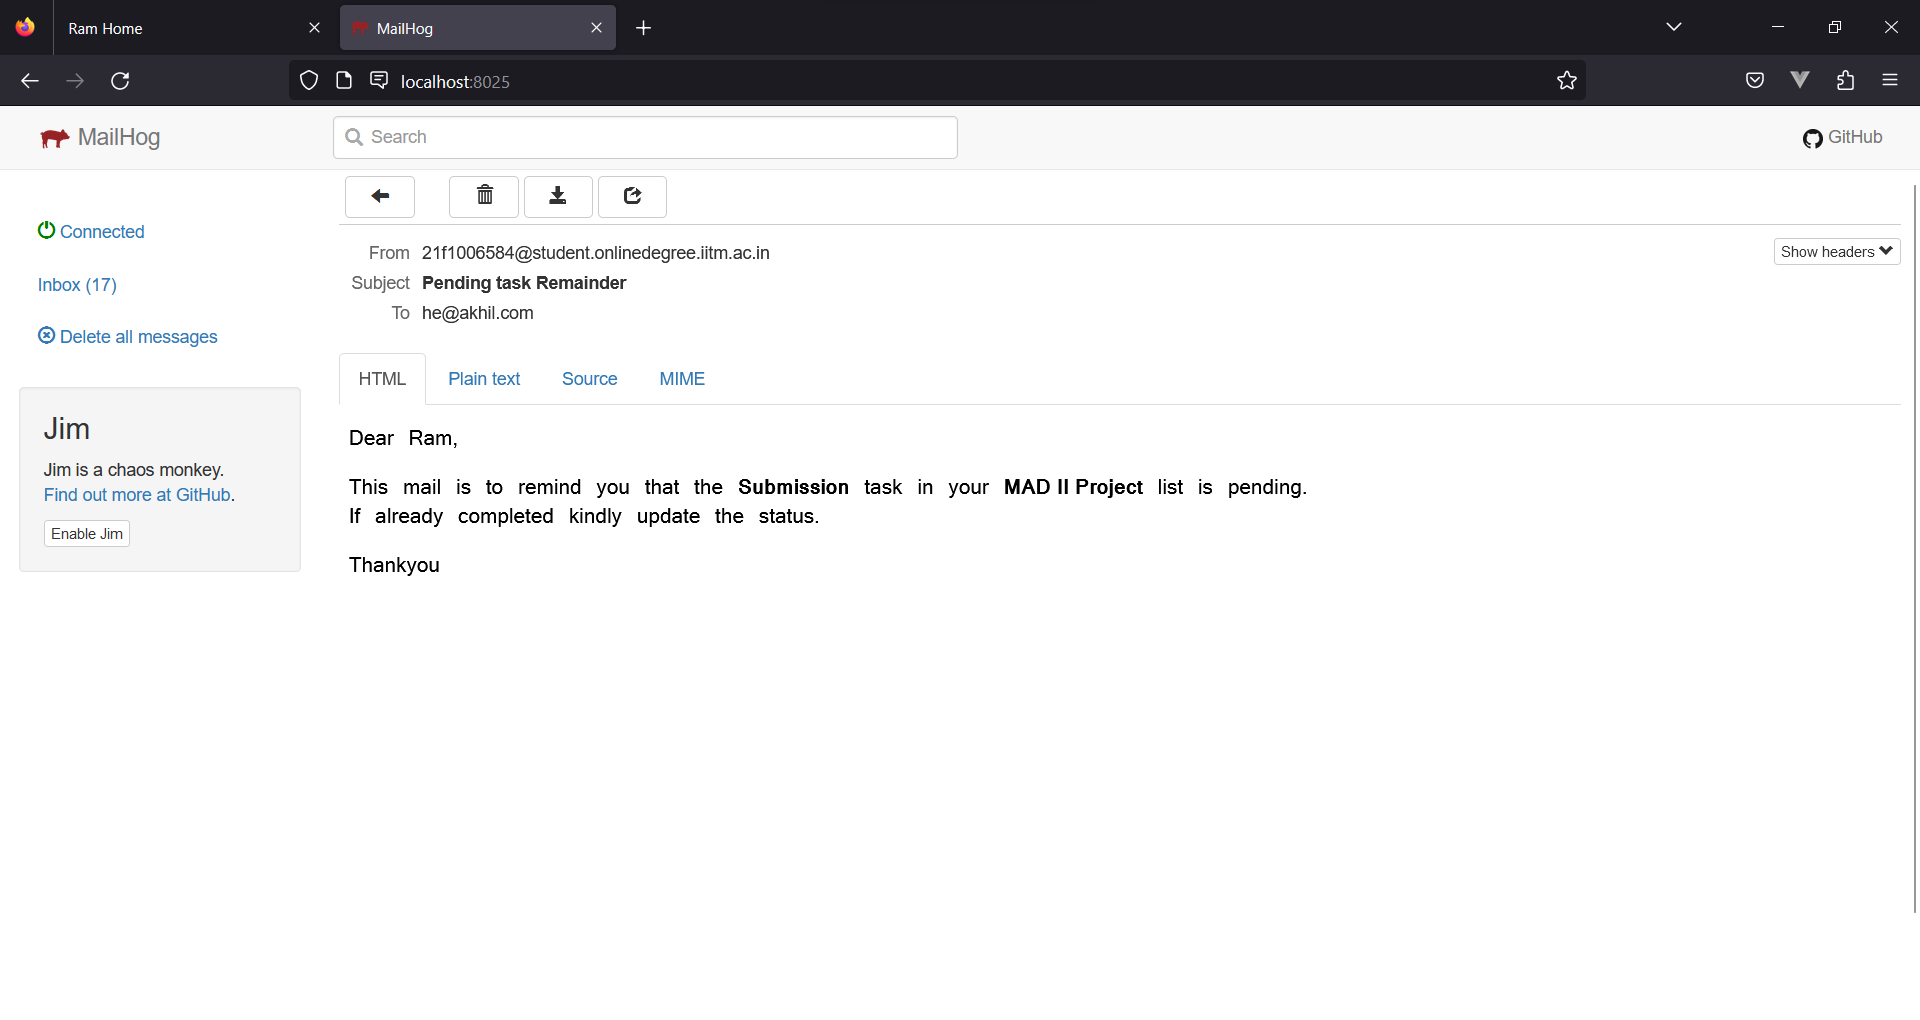 Ram Home
MailHog
localhost:8025
MailHog
Search
GitHub
Connected
Inbox (17)
Delete all messages
Jim
Jim is a chaos monkey.
Find out more at GitHub.
Enable Jim
From 21f1006584@student.onlinedegree.iitm.ac.in
Show headers
Subject Pending task Remainder
To he@akhil.com
HTML Plain text Source MIME
Dear Ram,
This mail is to remind you that the Submission task in your MAD II Project list is pending.
If already completed kindly update the status.
Thankyou